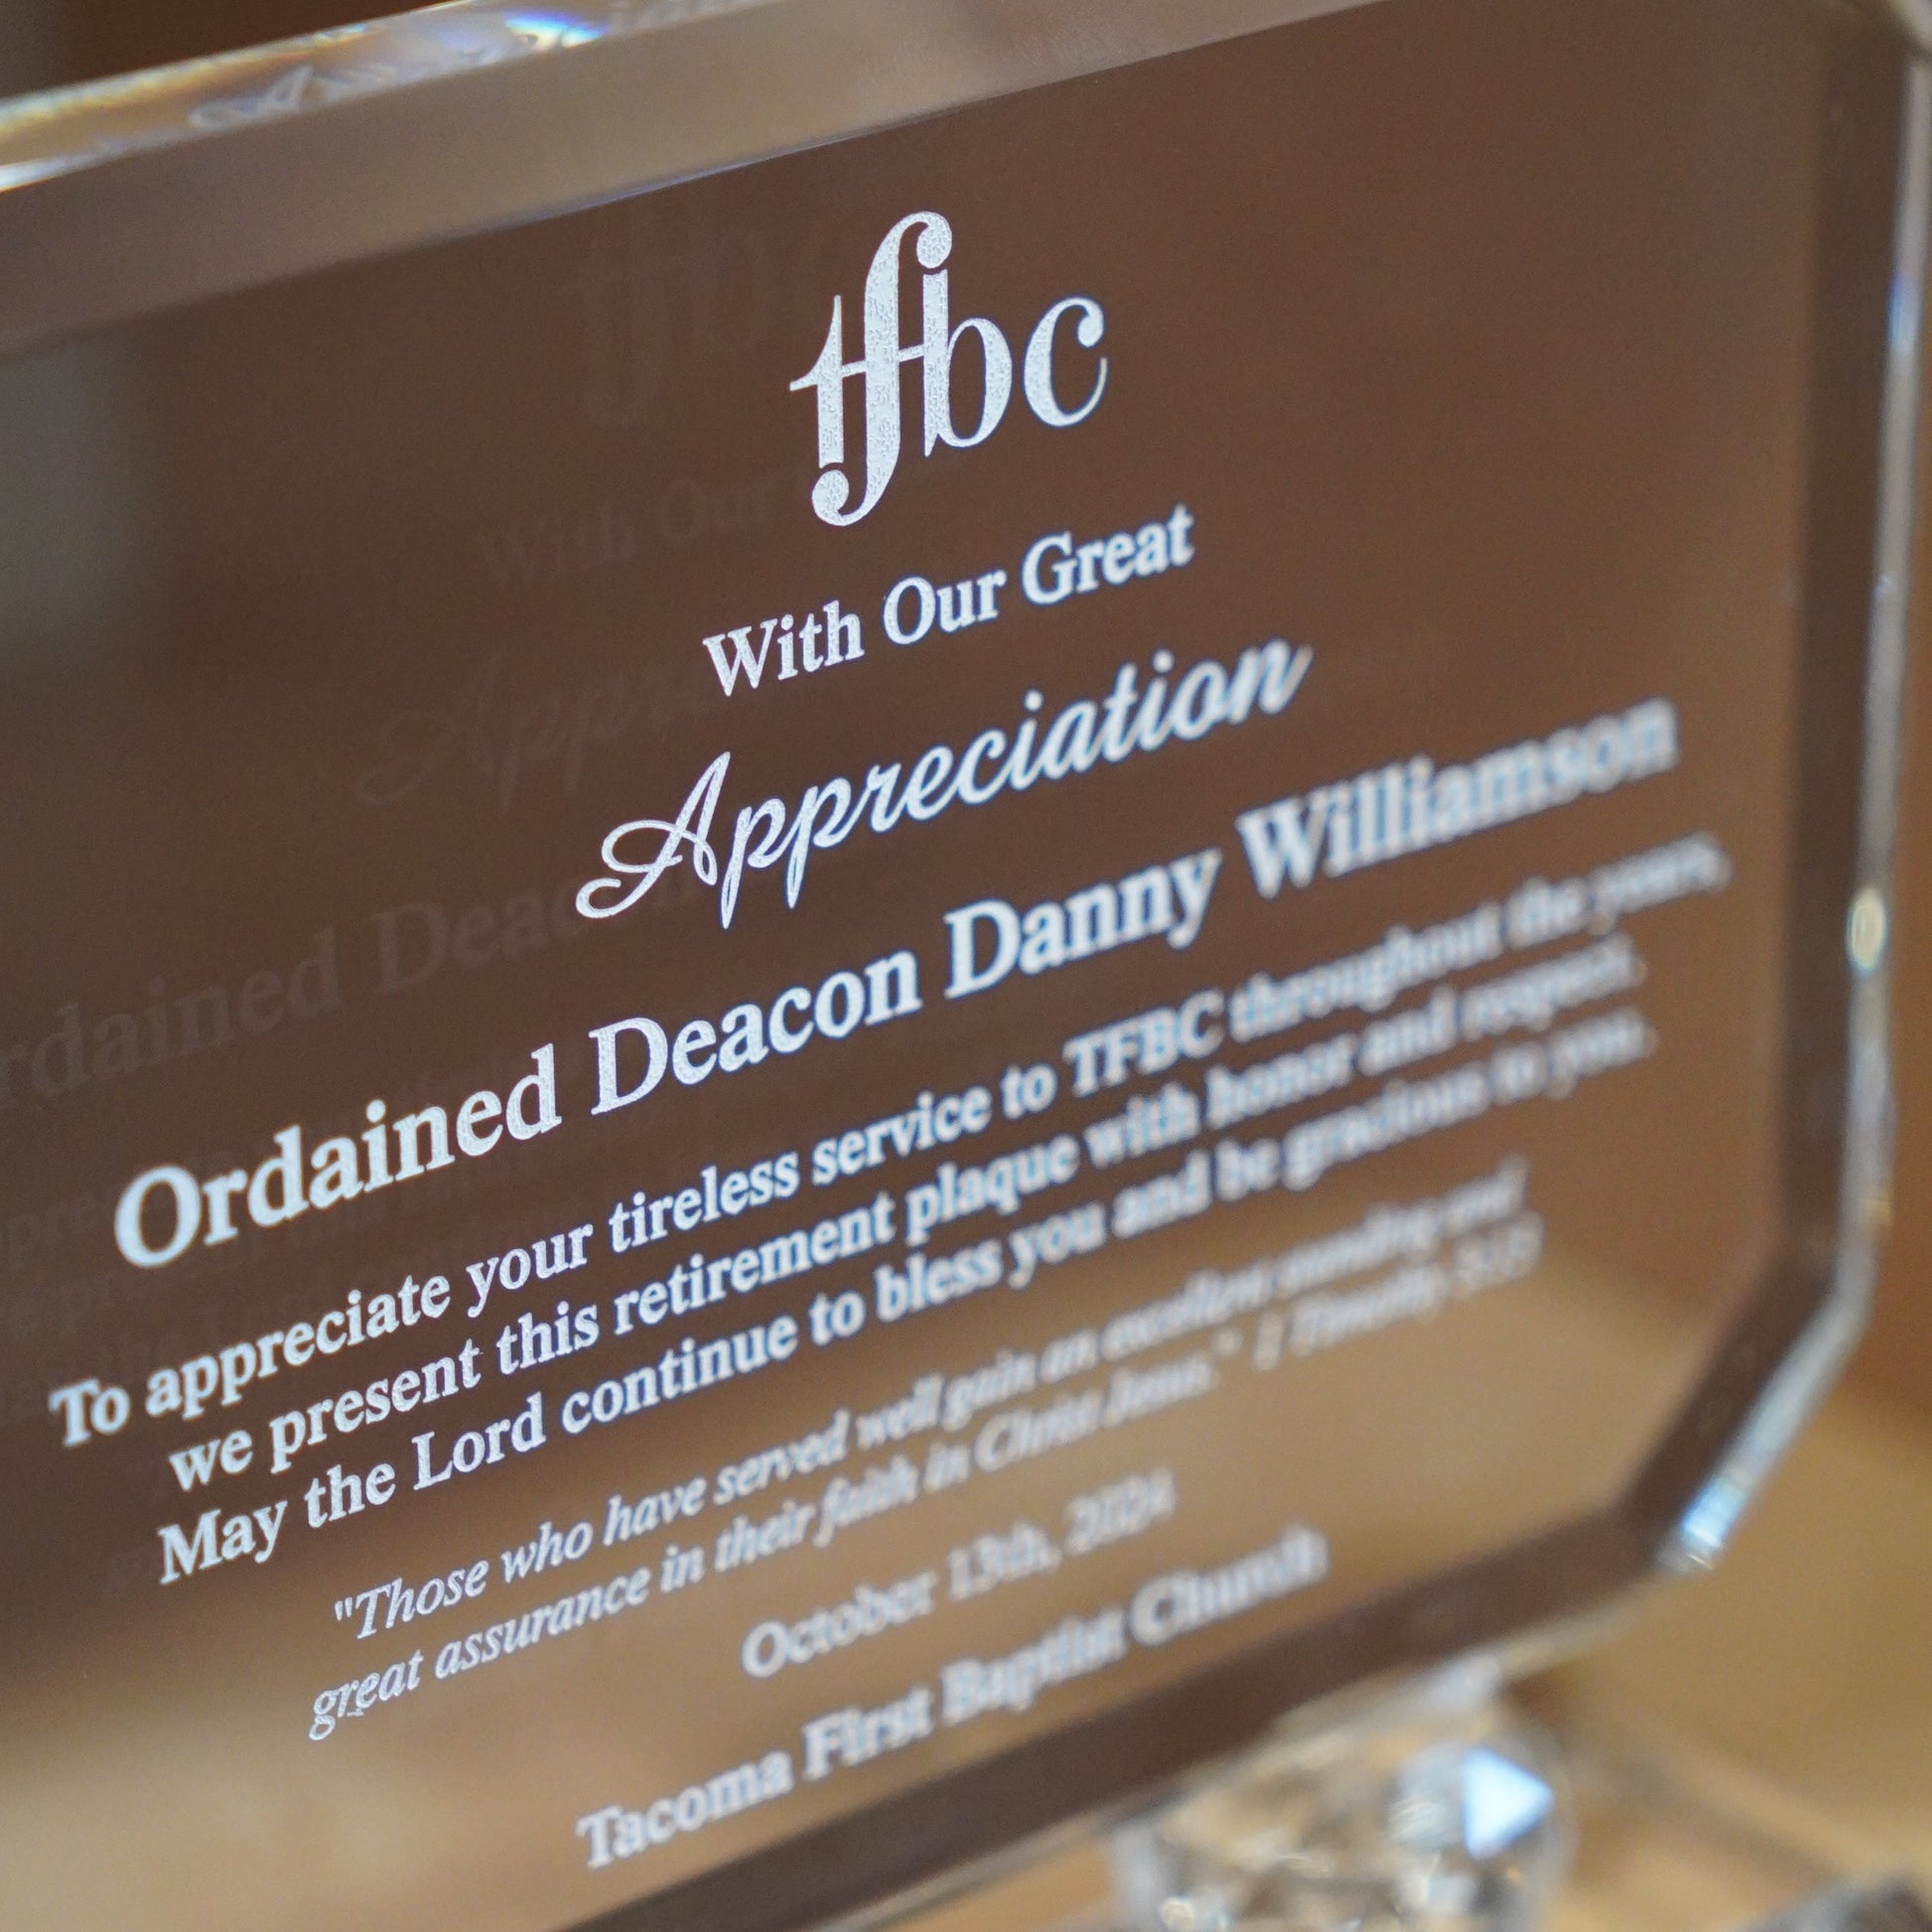 tfbc
With Our Great
Appreciation
Ordained Deacon Danny Williamson
To appreciate your tireless service to TFBC throughout the years,
we present this retirement plaque with honor and respect.
May the Lord continue to bless you and be gracious to you.
"Those who have served well gain an excellent standing and
great assurance in their faith in Christ Jesus." 1 Timothy 3:13
October 13th, 2024
Tacoma First Baptist Church